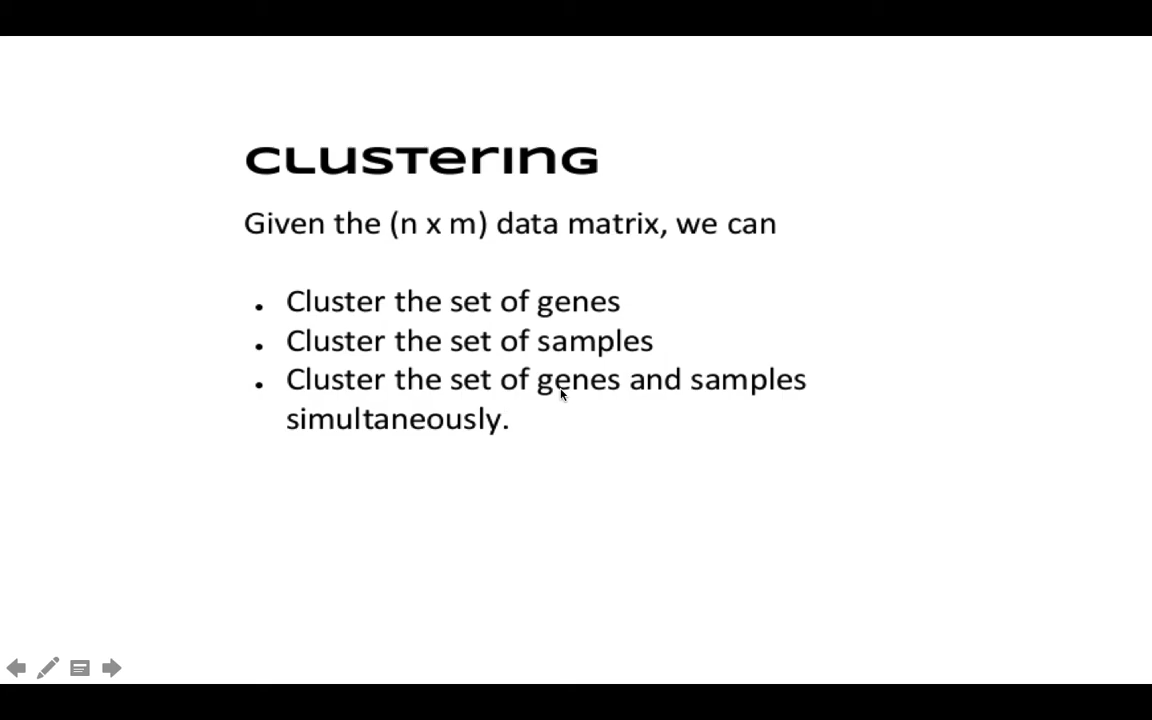 CLUSTERING
Given the (n x m) data matrix, we can
• Cluster the set of genes
• Cluster the set of samples
• Cluster the set of genes and samples
simultaneously.